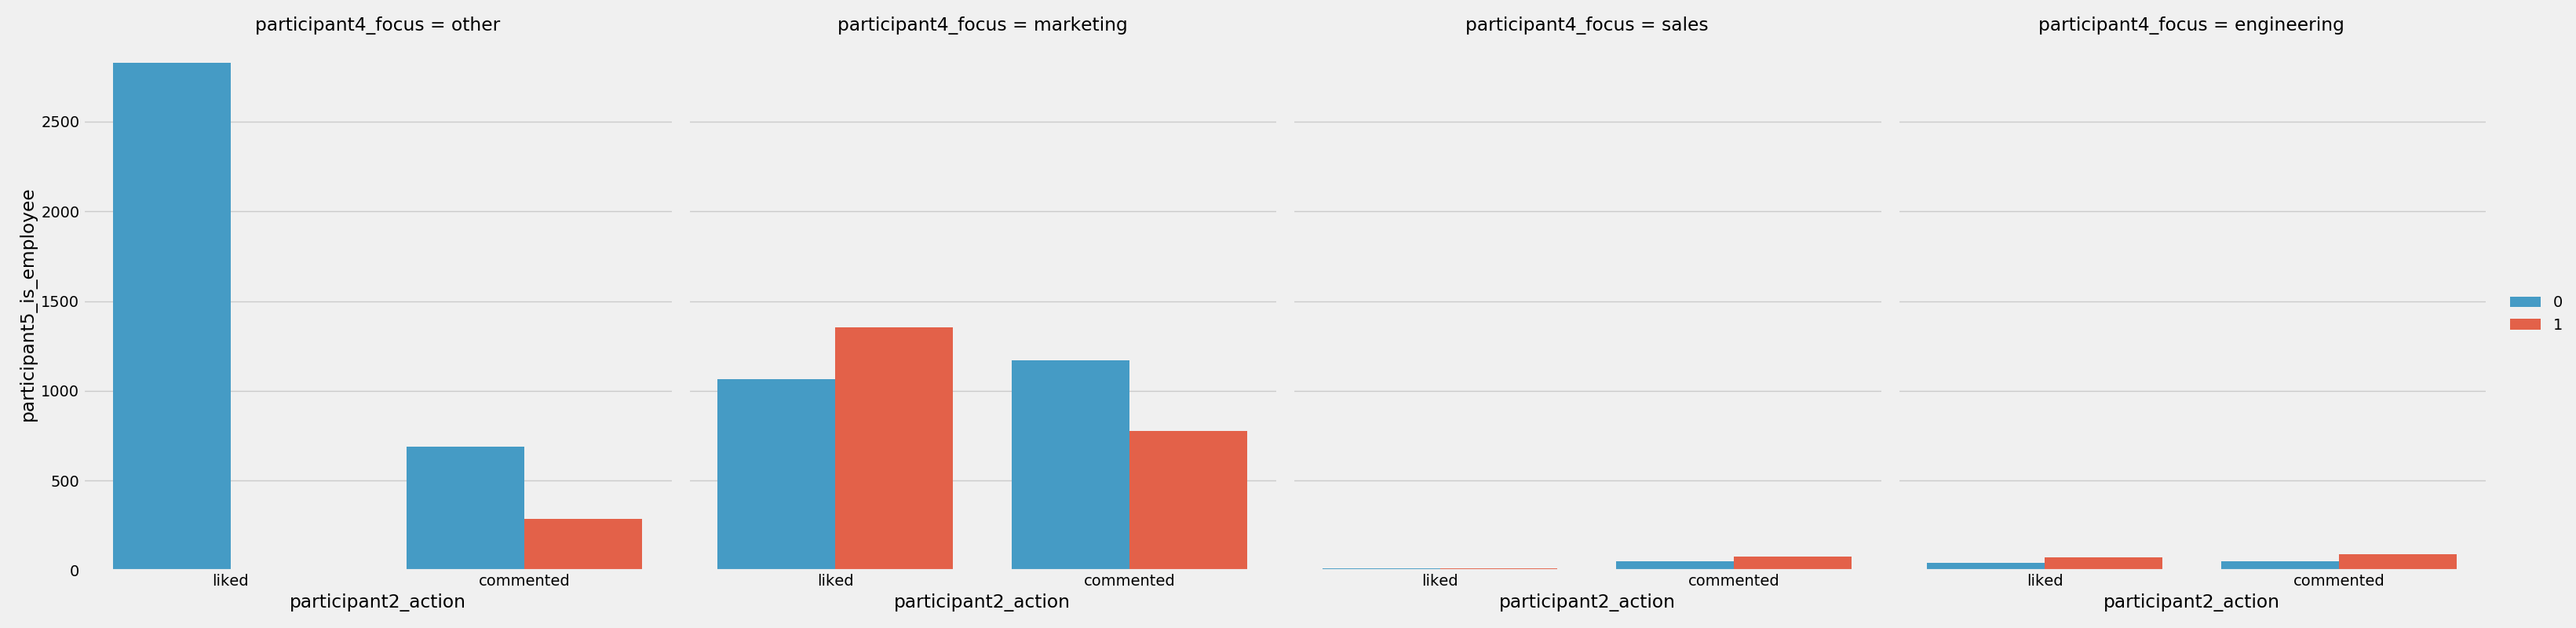 participant4_focus = other
participant4_focus = marketing
participant4_focus = sales
participant4_focus = engineering
participant5_is_employee
2500
2000
1500
1000
500
0
liked
commented
liked
commented
liked
commented
liked
commented
participant2_action
participant2_action
participant2_action
participant2_action
0
1